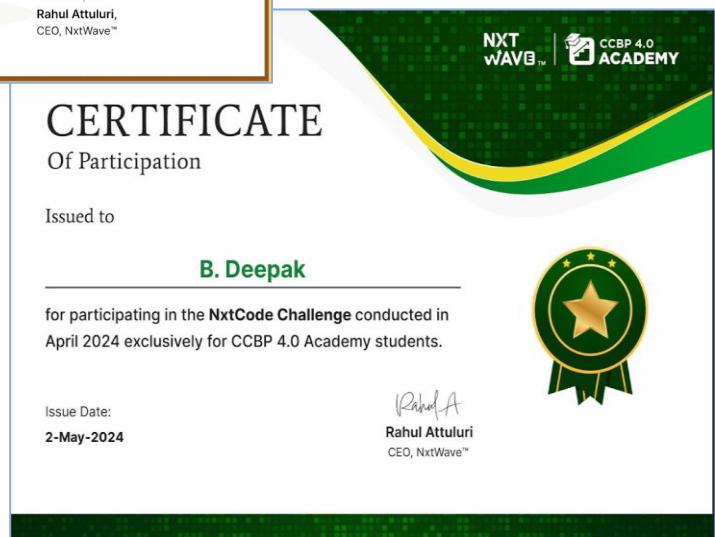 Rahul Attuluri,
CEO, NxtWave™
NXT
WAVE™
CCBP 4.0
ACADEMY
CERTIFICATE
Of Participation
Issued to
B. Deepak
for participating in the NxtCode Challenge conducted in
April 2024 exclusively for CCBP 4.0 Academy students.
Issue Date:
2-May-2024
Rahul A
Rahul Attuluri
CEO, NxtWave™